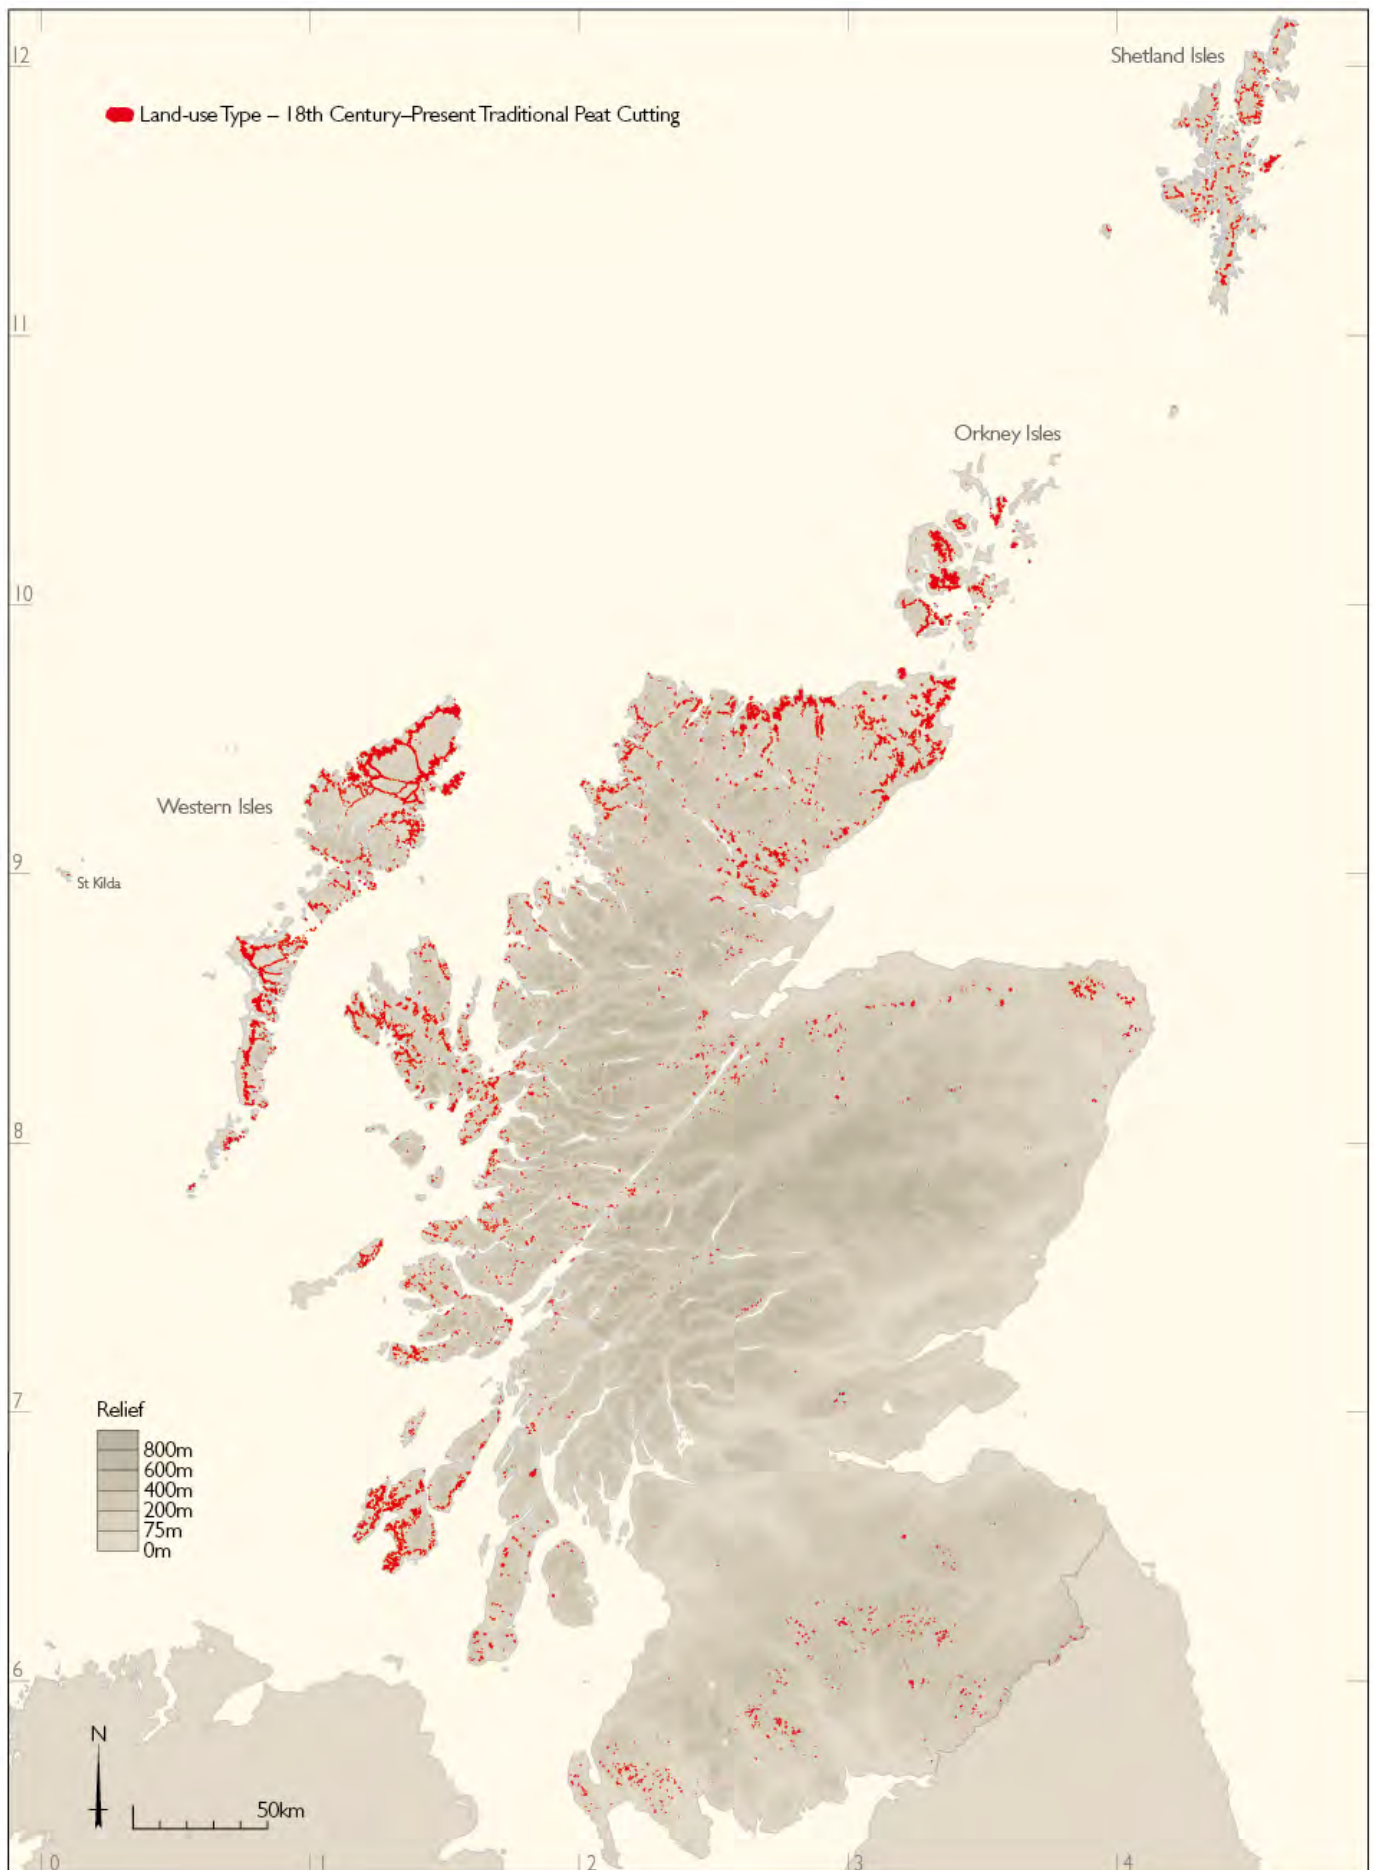 12
Shetland Isles
Land-use Type – 18th Century–Present Traditional Peat Cutting
11
Orkney Isles
10
Western Isles
9
St Kilda
8
7
Relief
800m
600m
400m
200m
75m
0m
6
N
50km
0
1
2
3
4